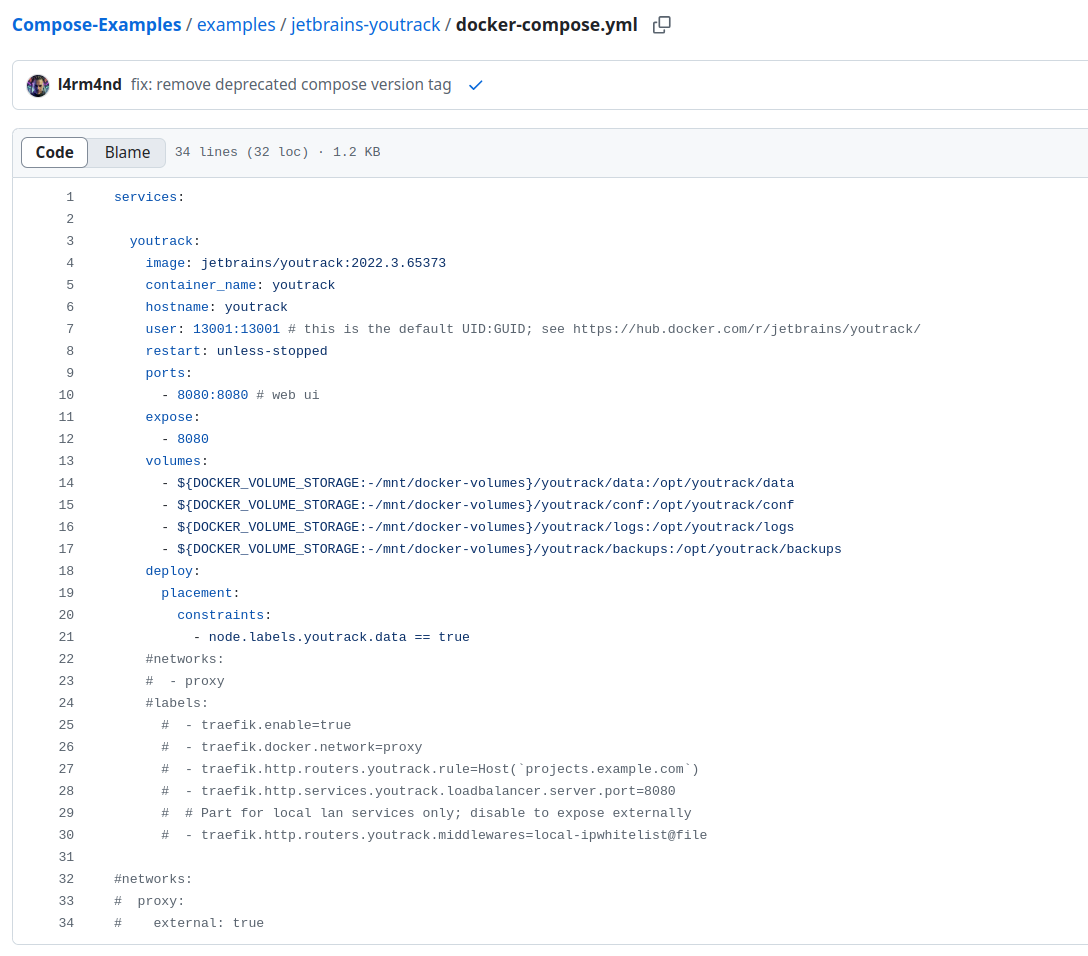 Compose-Examples / examples / jetbrains-youtrack / docker-compose.yml
l4rm4nd fix: remove deprecated compose version tag
Code Blame 34 lines (32 loc) · 1.2 KB
1 services:
2
3   youtrack:
4     image: jetbrains/youtrack:2022.3.65373
5     container_name: youtrack
6     hostname: youtrack
7     user: 13001:13001 # this is the default UID:GUID; see https://hub.docker.com/r/jetbrains/youtrack/
8     restart: unless-stopped
9     ports:
10       - 8080:8080 # web ui
11     expose:
12       - 8080
13     volumes:
14       - ${DOCKER_VOLUME_STORAGE:-/mnt/docker-volumes}/youtrack/data:/opt/youtrack/data
15       - ${DOCKER_VOLUME_STORAGE:-/mnt/docker-volumes}/youtrack/conf:/opt/youtrack/conf
16       - ${DOCKER_VOLUME_STORAGE:-/mnt/docker-volumes}/youtrack/logs:/opt/youtrack/logs
17       - ${DOCKER_VOLUME_STORAGE:-/mnt/docker-volumes}/youtrack/backups:/opt/youtrack/backups
18     deploy:
19       placement:
20         constraints:
21           - node.labels.youtrack.data == true
22     #networks:
23     #  - proxy
24     #labels:
25       #  - traefik.enable=true
26       #  - traefik.docker.network=proxy
27       #  - traefik.http.routers.youtrack.rule=Host(`projects.example.com`)
28       #  - traefik.http.services.youtrack.loadbalancer.server.port=8080
29       #  # Part for local lan services only; disable to expose externally
30       #  - traefik.http.routers.youtrack.middlewares=local-ipwhitelist@file
31
32 #networks:
33 #  proxy:
34 #    external: true